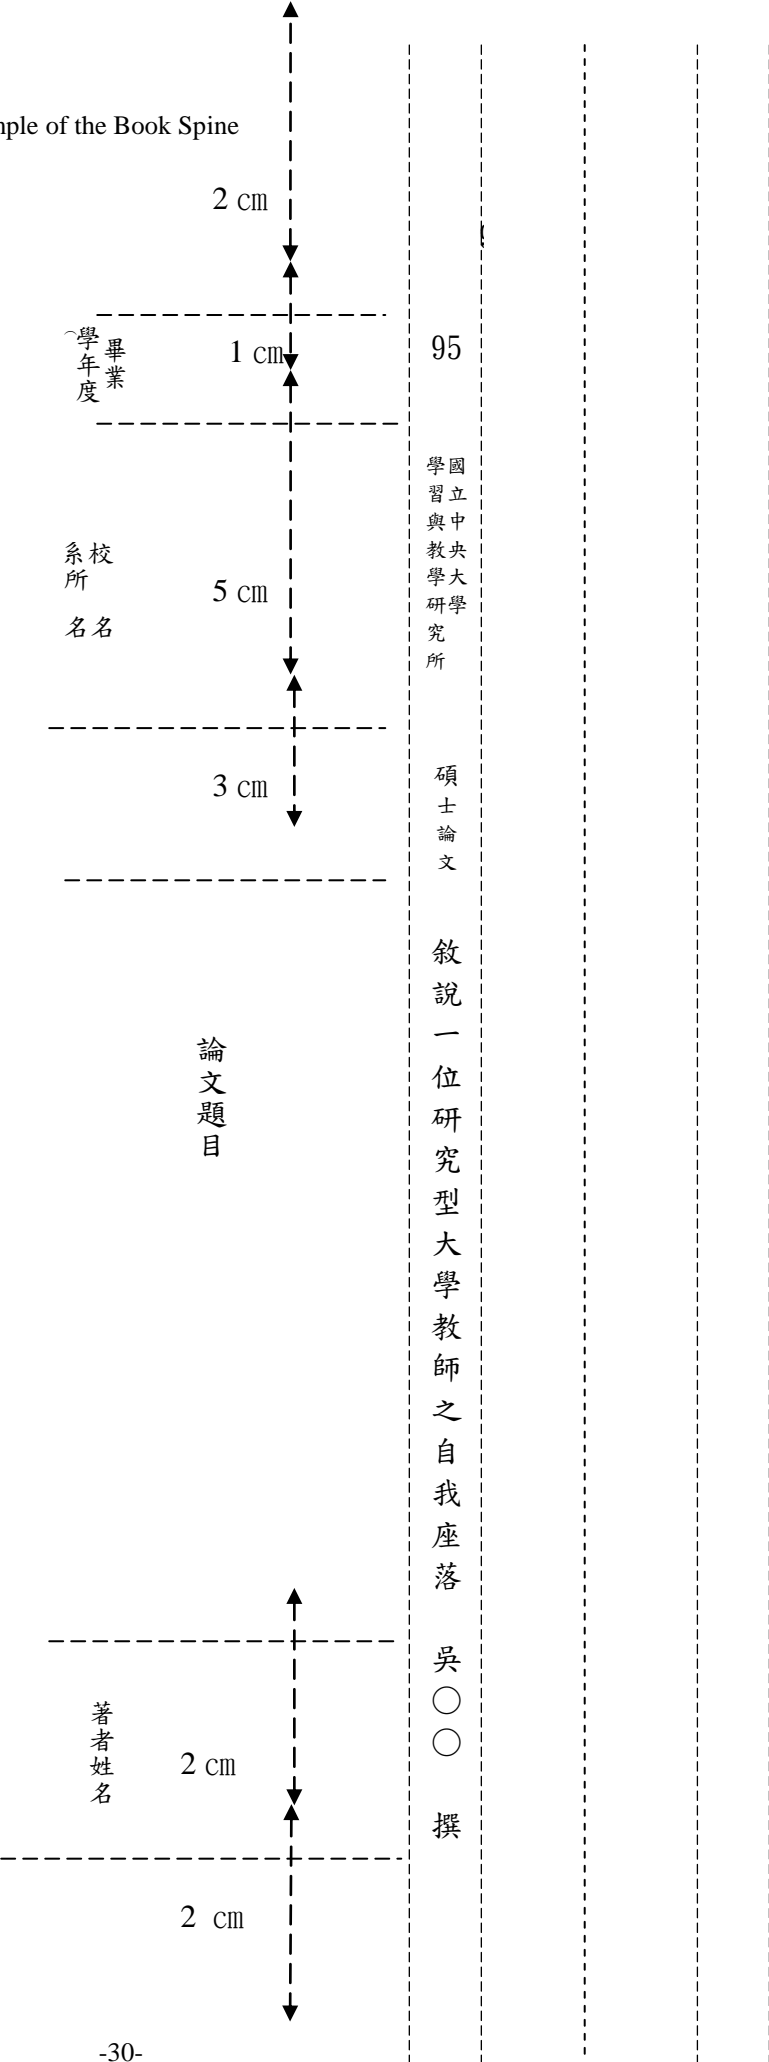 mple of the Book Spine
2 cm
畢業
︵學年度
1 cm
95
校名
系所名
5 cm
國立中央大學
學習與教學研究所
3 cm
碩士論文
論文題目
敘說一位研究型大學教師之自我座落
吳〇〇 撰
著者姓名
2 cm
2 cm
-30-